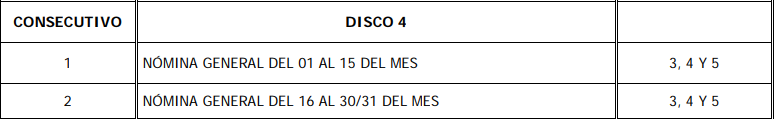 CONSECUTIVO DISCO 4
1 NÓMINA GENERAL DEL 01 AL 15 DEL MES 3, 4 Y 5
2 NÓMINA GENERAL DEL 16 AL 30/31 DEL MES 3, 4 Y 5